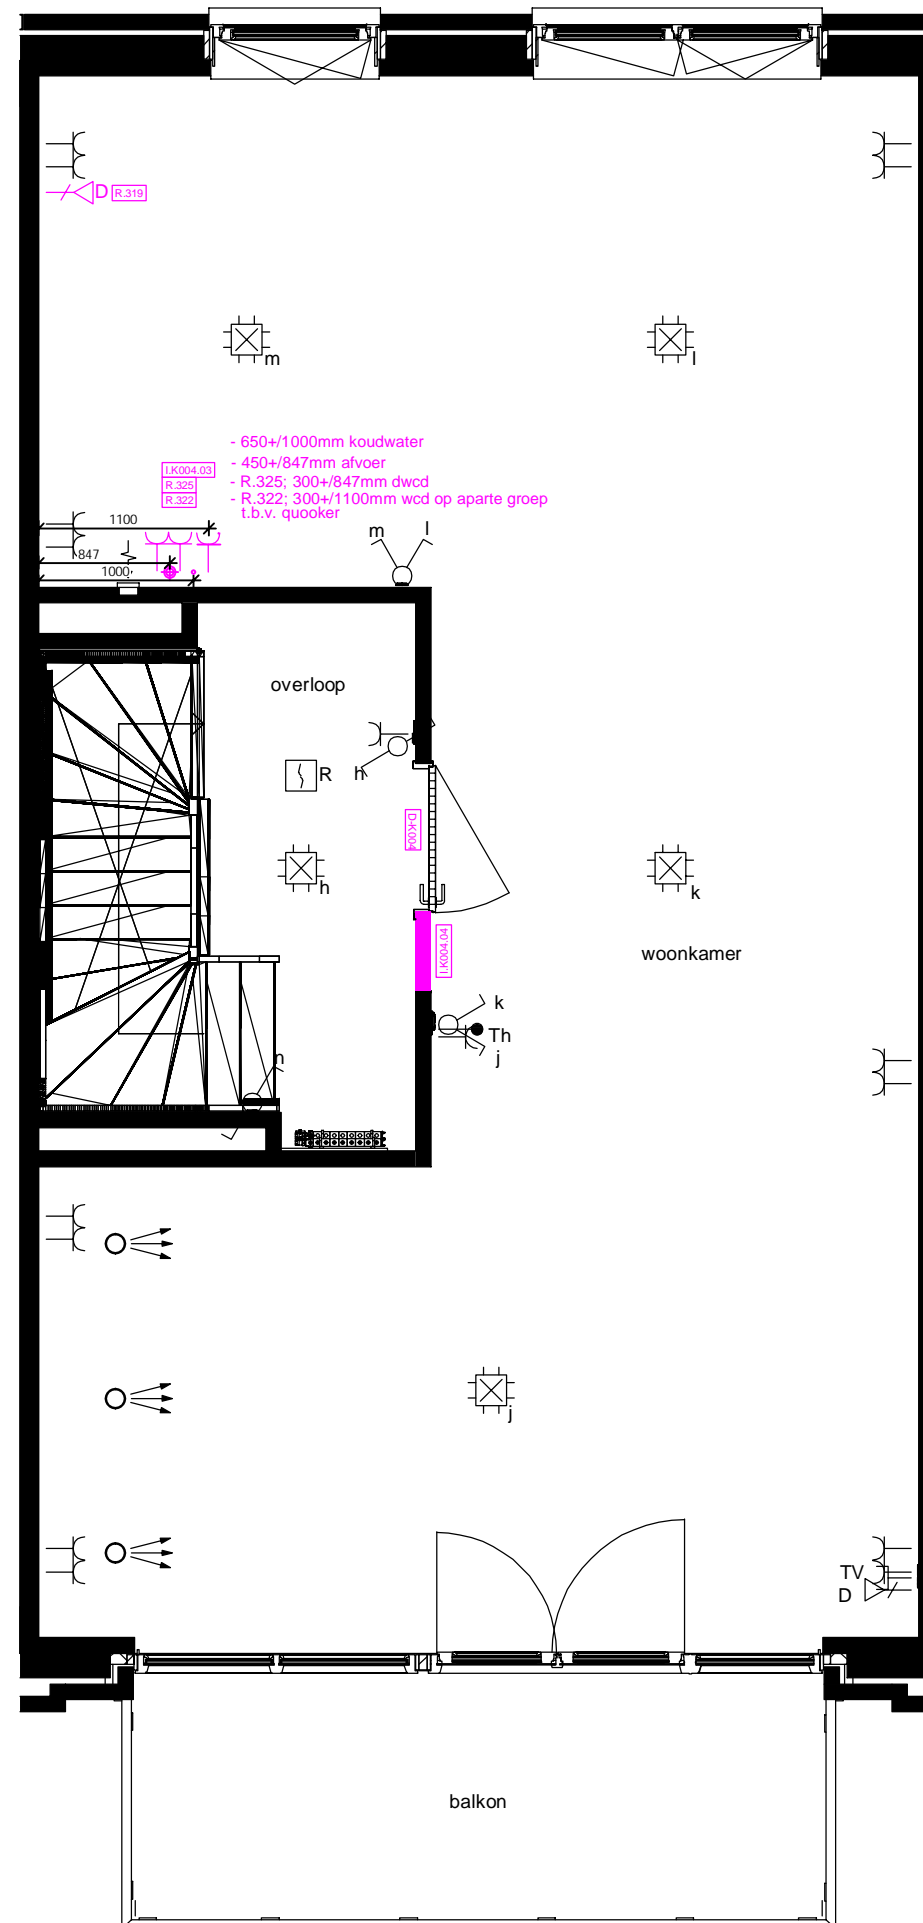 D R.319
m
l
- 650+/1000mm koudwater
I.K004.03 - 450+/847mm afvoer
R.325 - R.325; 300+/847mm dwcd
R.322 - R.322; 300+/1100mm wcd op aparte groep
t.b.v. quooker
1100
m l
847
1000
overloop
h
R
D-K004
h
k
I.K004.04
woonkamer
k
Th
j
n
j
TV
D
balkon